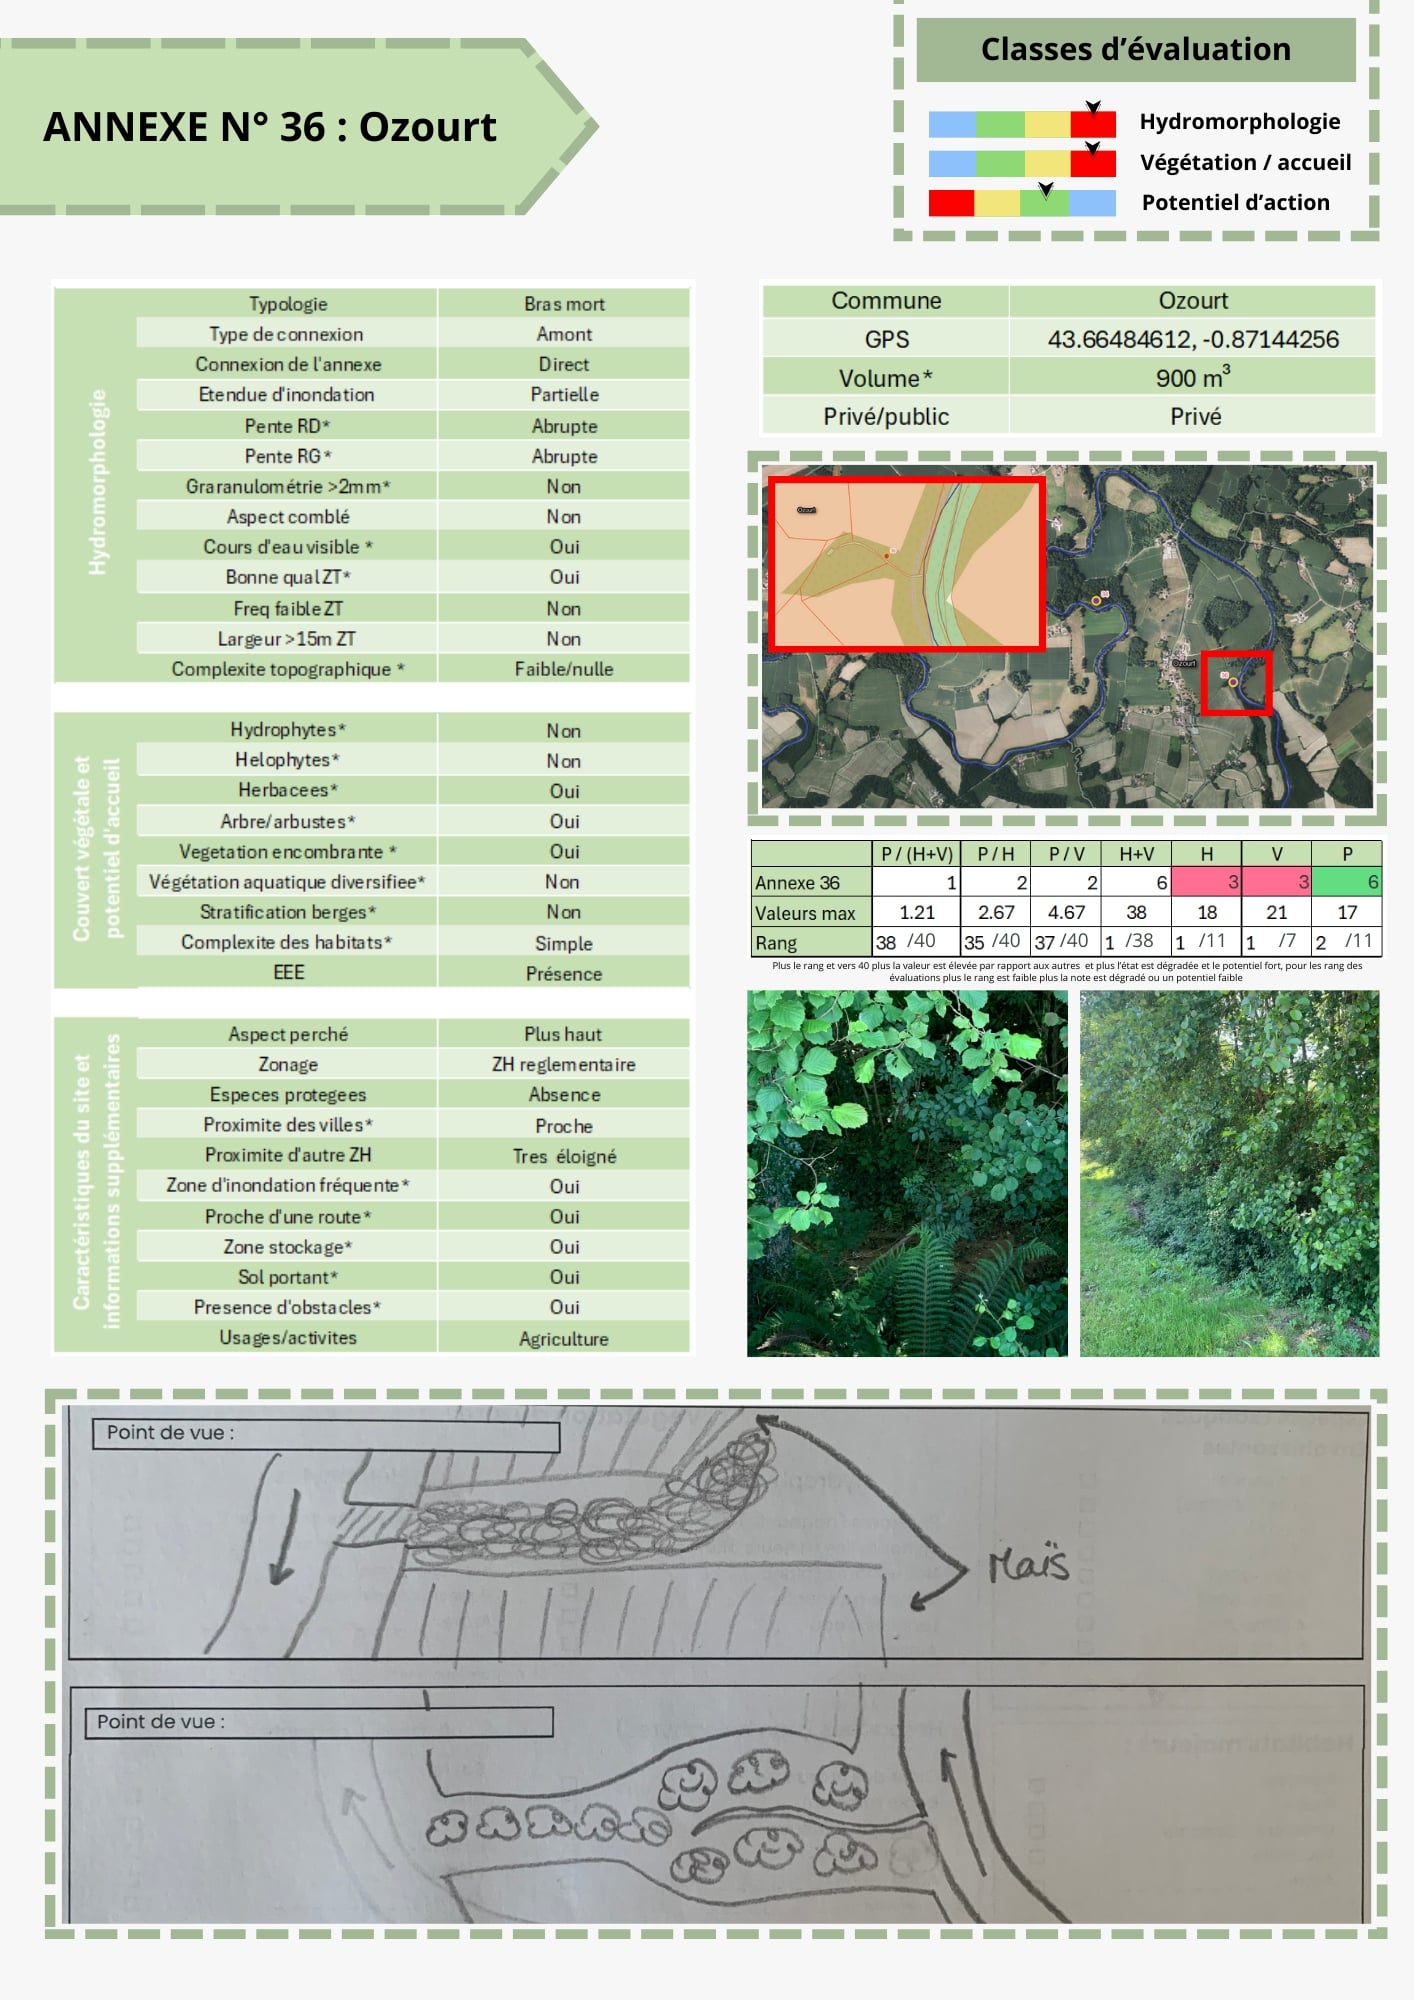 ANNEXE N° 36 : Ozourt
Classes d'évaluation
Hydromorphologie
Végétation / accueil
Potentiel d'action
Hydromorphologie
Typologie Bras mort
Type de connexion Amont
Connexion de l'annexe Direct
Etendue d'inondation Partielle
Pente RD* Abrupte
Pente RG* Abrupte
Graranulométrie >2mm* Non
Aspect comblé Non
Cours d'eau visible * Oui
Bonne qual ZT* Oui
Freq faible ZT Non
Largeur >15m ZT Non
Complexite topographique * Faible/nulle
Couvert végétale et
potentiel d'accueil
Hydrophytes* Non
Helophytes* Non
Herbacees* Oui
Arbre/arbustes* Oui
Vegetation encombrante * Oui
Végétation aquatique diversifiee* Non
Stratification berges* Non
Complexite des habitats* Simple
EEE Présence
Caractéristiques du site et
informations supplémentaires
Aspect perché Plus haut
Zonage ZH reglementaire
Especes protegees Absence
Proximite des villes* Proche
Proximite d'autre ZH Tres éloigné
Zone d'inondation fréquente* Oui
Proche d'une route* Oui
Zone stockage* Oui
Sol portant* Oui
Presence d'obstacles* Oui
Usages/activites Agriculture
Commune Ozourt
GPS 43.66484612, -0.87144256
Volume* 900 m³
Privé/public Privé
Ozourt
Ozourt
P / (H+V) P / H P / V H+V H V P
Annexe 36 1 2 2 6 3 3 6
Valeurs max 1.21 2.67 4.67 38 18 21 17
Rang 38 /40 35 /40 37 /40 1 /38 1 /11 1 /7 2 /11
Plus le rang et vers 40 plus la valeur est élevée par rapport aux autres et plus l'état est dégradée et le potentiel fort, pour les rang des
évaluations plus le rang est faible plus la note est dégradé ou un potentiel faible
Point de vue :
Maïs
Point de vue :